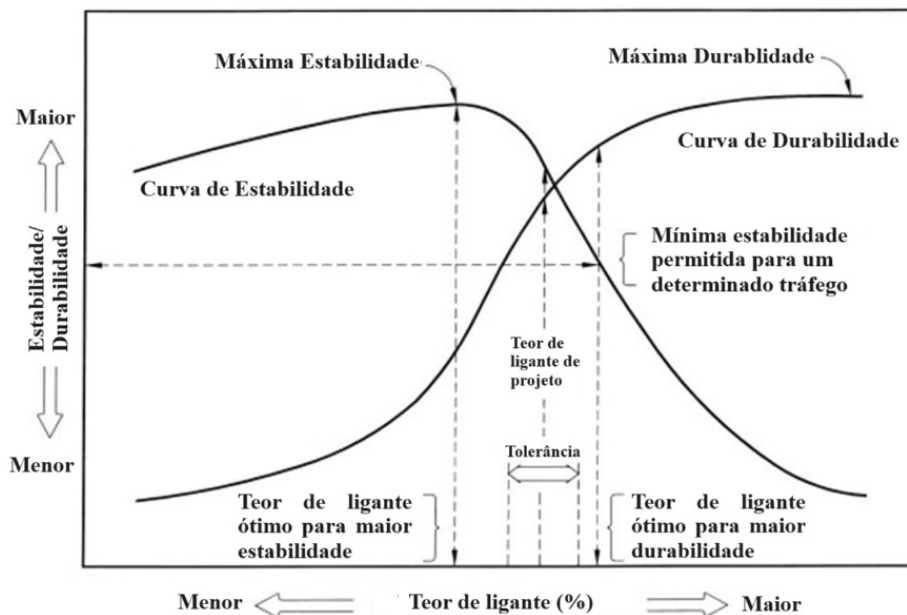 Máxima Estabilidade
Máxima Durablidade
Maior
Curva de Durabilidade
Curva de Estabilidade
Estabilidade/
Durabilidade
Mínima estabilidade
permitida para um
determinado tráfego
Teor de
ligante de
projeto
Tolerância
Menor
Teor de ligante
ótimo para maior
estabilidade
Teor de ligante
ótimo para maior
durabilidade
Menor
Teor de ligante (%)
Maior